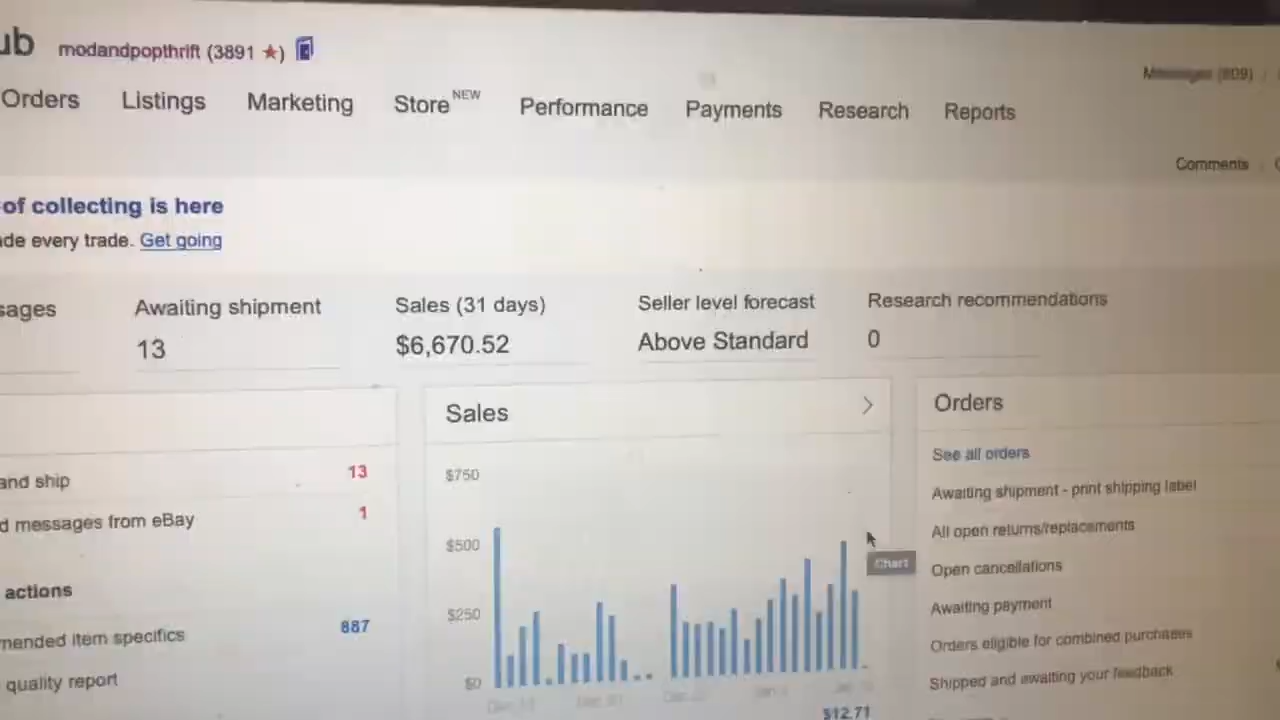 ub modandpopthrift (3891 ★)
Messages (809)
Orders Listings Marketing Store NEW Performance Payments Research Reports
Comments
of collecting is here
ade every trade. Get going
sages Awaiting shipment Sales (31 days) Seller level forecast Research recommendations
13 $6,670.52 Above Standard 0
Sales
Orders
and ship 13
d messages from eBay 1
actions
mended item specifics 887
quality report
$750
$500
$250
$0
Chart
$12.71
See all orders
Awaiting shipment - print shipping label
All open returns/replacements
Open cancellations
Awaiting payment
Orders eligible for combined purchases
Shipped and awaiting your feedback